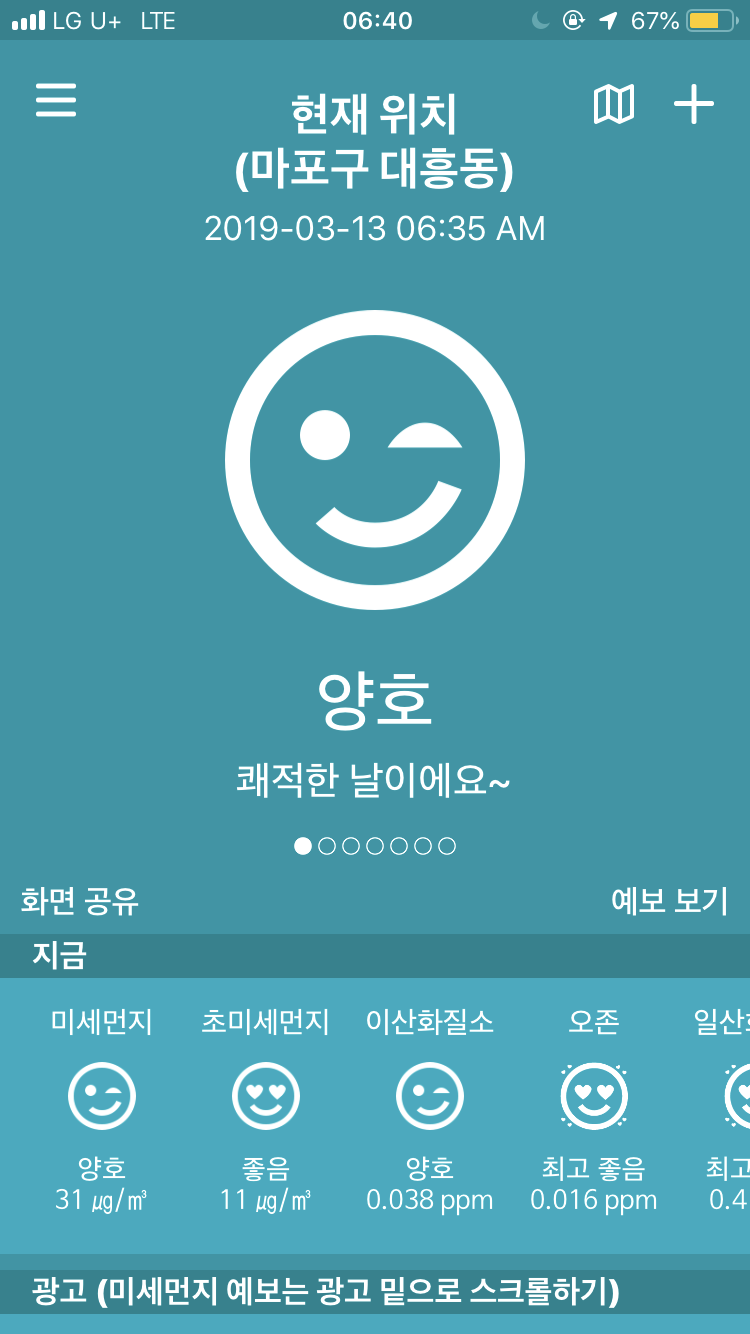 LG U+ LTE 06:40 67%
현재 위치
(마포구 대흥동)
2019-03-13 06:35 AM
양호
쾌적한 날이에요~
화면 공유 예보 보기
지금
미세먼지 초미세먼지 이산화질소 오존 일산
양호 좋음 양호 최고 좋음 최고
31 ㎍/㎥ 11 ㎍/㎥ 0.038 ppm 0.016 ppm 0.4
광고 (미세먼지 예보는 광고 밑으로 스크롤하기)